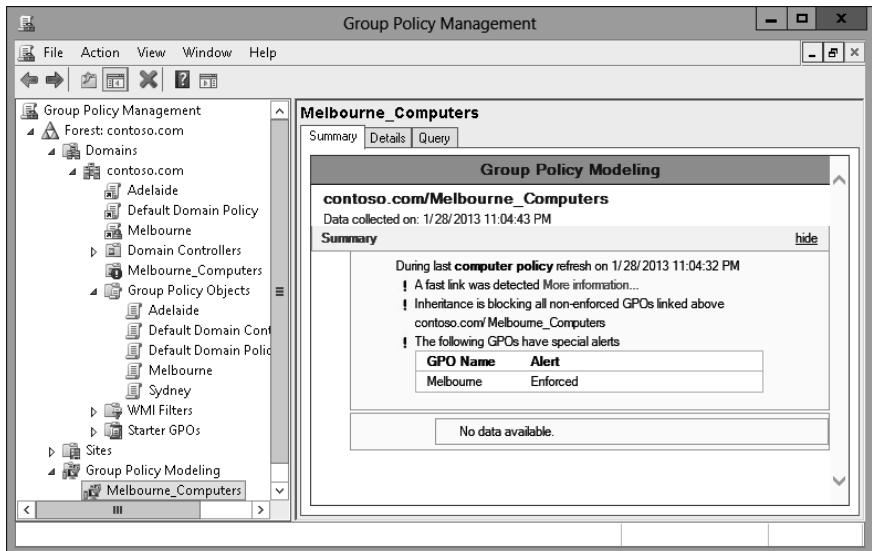 Group Policy Management
File Action View Window Help
Group Policy Management
Forest: contoso.com
Domains
contoso.com
Adelaide
Default Domain Policy
Melbourne
Domain Controllers
Melbourne_Computers
Group Policy Objects
Adelaide
Default Domain Cont
Default Domain Polic
Melbourne
Sydney
WMI Filters
Starter GPOs
Sites
Group Policy Modeling
Melbourne_Computers
Melbourne_Computers
Summary Details Query
Group Policy Modeling
contoso.com/Melbourne_Computers
Data collected on: 1/28/2013 11:04:43 PM
Summary hide
During last computer policy refresh on 1/28/2013 11:04:32 PM
! A fast link was detected More information...
! Inheritance is blocking all non-enforced GPOs linked above
contoso.com/Melbourne_Computers
! The following GPOs have special alerts
GPO Name Alert
Melbourne Enforced
No data available.